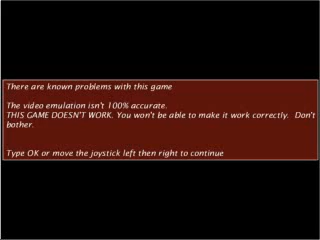 There are known problems with this game
The video emulation isn't 100% accurate.
THIS GAME DOESN'T WORK. You won't be able to make it work correctly.  Don't
bother.
Type OK or move the joystick left then right to continue